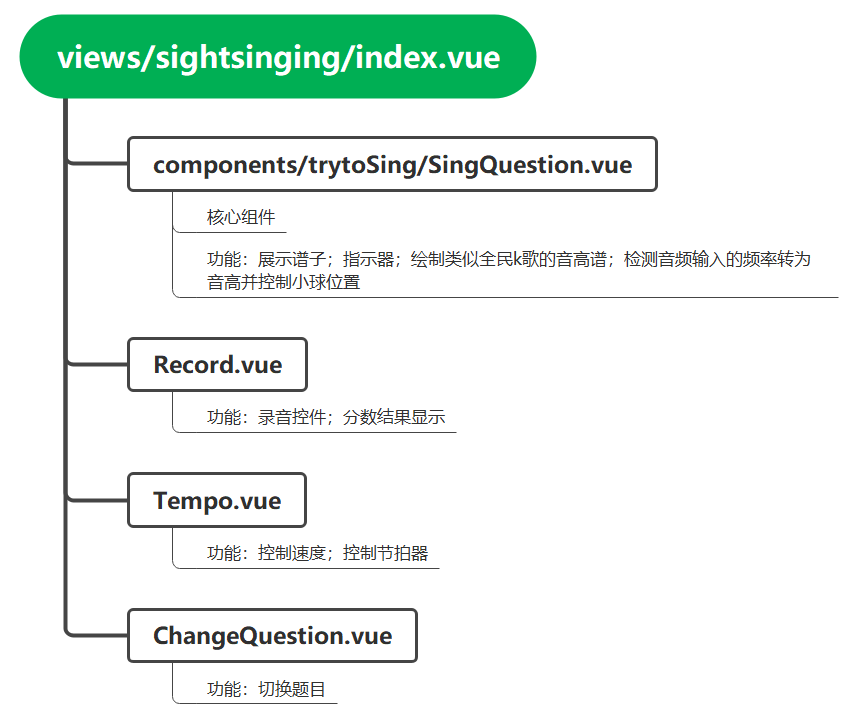 views/sightsinging/index.vue
components/trytoSing/SingQuestion.vue
核心组件
功能：展示谱子；指示器；绘制类似全民k歌的音高谱；检测音频输入的频率转为
音高并控制小球位置
Record.vue
功能：录音控件；分数结果显示
Tempo.vue
功能：控制速度；控制节拍器
ChangeQuestion.vue
功能：切换题目